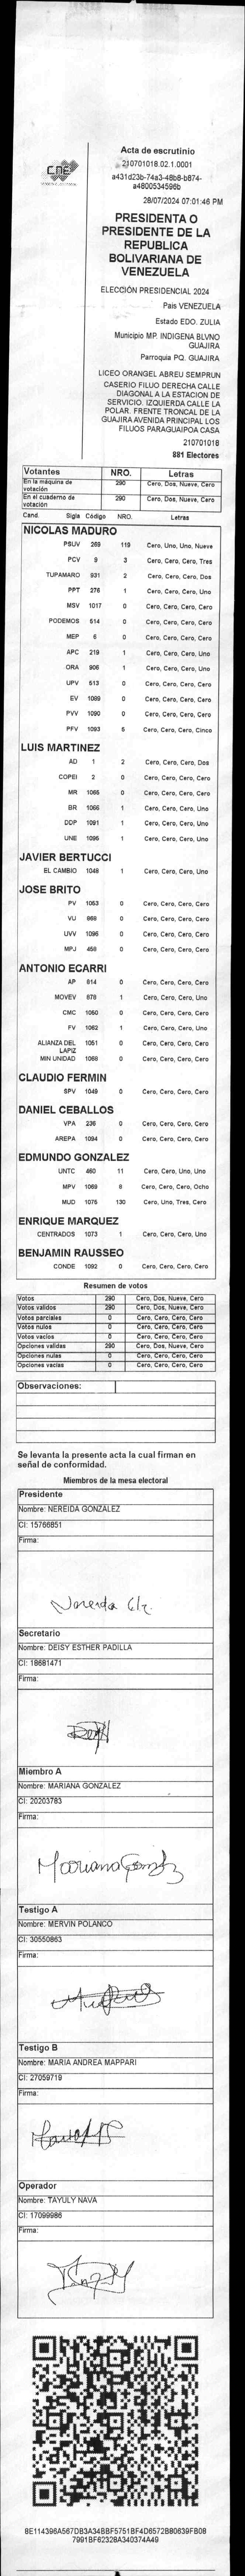 CNE
Acta de escrutinio
210701018.02.1.0001
a431d23b-74a3-48b8-b874-
a4800534596b
28/07/2024 07:01:46 PM
PRESIDENTA O
PRESIDENTE DE LA
REPUBLICA
BOLIVARIANA DE
VENEZUELA
ELECCIÓN PRESIDENCIAL 2024
Pais VENEZUELA
Estado EDO. ZULIA
Municipio MP. INDIGENA BLVNO
GUAJIRA
Parroquia PQ. GUAJIRA
LICEO ORANGEL ABREU SEMPRUN
CASERIO FILUO DERECHA CALLE
DIAGONAL A LA ESTACION DE
SERVICIO. IZQUIERDA CALLE LA
POLAR. FRENTE TRONCAL DE LA
GUAJIRA AVENIDA PRINCIPAL LOS
FILUOS PARAGUAIPOA CASA
210701018
881 Electores
Votantes NRO. Letras
En la máquina de votación 290 Cero, Dos, Nueve, Cero
En el cuaderno de votación 290 Cero, Dos, Nueve, Cero
Cand. Sigla Código NRO. Letras
NICOLAS MADURO
PSUV 269 119 Cero, Uno, Uno, Nueve
PCV 9 3 Cero, Cero, Cero, Tres
TUPAMARO 931 2 Cero, Cero, Cero, Dos
PPT 276 1 Cero, Cero, Cero, Uno
MSV 1017 0 Cero, Cero, Cero, Cero
PODEMOS 514 0 Cero, Cero, Cero, Cero
MEP 6 0 Cero, Cero, Cero, Cero
APC 219 1 Cero, Cero, Cero, Uno
ORA 906 1 Cero, Cero, Cero, Uno
UPV 513 0 Cero, Cero, Cero, Cero
EV 1089 0 Cero, Cero, Cero, Cero
PVV 1090 0 Cero, Cero, Cero, Cero
PFV 1093 Cero, Cero, Cero, Cinco
LUIS MARTINEZ
AD 1 2 Cero, Cero, Cero, Dos
COPEI 2 0 Cero, Cero, Cero, Cero
MR 1065 0 Cero, Cero, Cero, Cero
BR 1066 1 Cero, Cero, Cero, Uno
DDP 1091 1 Cero, Cero, Cero, Uno
UNE 1095 1 Cero, Cero, Cero, Uno
JAVIER BERTUCCI
EL CAMBIO 1048 1 Cero, Cero, Cero, Uno
JOSE BRITO
PV 1053 0 Cero, Cero, Cero, Cero
VU 868 0 Cero, Cero, Cero, Cero
UVV 1096 0 Cero, Cero, Cero, Cero
MPJ 458 0 Cero, Cero, Cero, Cero
ANTONIO ECARRI
AP 814 0 Cero, Cero, Cero, Cero
MOVEV 878 1 Cero, Cero, Cero, Uno
CMC 1050 0 Cero, Cero, Cero, Cero
FV 1062 1 Cero, Cero, Cero, Uno
ALIANZA DEL LAPIZ 1051 0 Cero, Cero, Cero, Cero
MIN UNIDAD 1068 0 Cero, Cero, Cero, Cero
CLAUDIO FERMIN
SPV 1049 0 Cero, Cero, Cero, Cero
DANIEL CEBALLOS
VPA 236 0 Cero, Cero, Cero, Cero
AREPA 1094 0 Cero, Cero, Cero, Cero
EDMUNDO GONZALEZ
UNTC 460 11 Cero, Cero, Uno, Uno
MPV 1069 8 Cero, Cero, Cero, Ocho
MUD 1075 130 Cero, Uno, Tres, Cero
ENRIQUE MARQUEZ
CENTRADOS 1073 1 Cero, Cero, Cero, Uno
BENJAMIN RAUSSEO
CONDE 1092 0 Cero, Cero, Cero, Cero
Resumen de votos
Votos 290 Cero, Dos, Nueve, Cero
Votos validos 290 Cero, Dos, Nueve, Cero
Votos parciales 0 Cero, Cero, Cero, Cero
Votos nulos 0 Cero, Cero, Cero, Cero
Votos vacios 0 Cero, Cero, Cero, Cero
Opciones validas 290 Cero, Dos, Nueve, Cero
Opciones nulas 0 Cero, Cero, Cero, Cero
Opciones vacias 0 Cero, Cero, Cero, Cero
Observaciones:
Se levanta la presente acta la cual firman en
señal de conformidad.
Miembros de la mesa electoral
Presidente
Nombre: NEREIDA GONZALEZ
CI: 15766851
Firma:
Nereida Glz.
Secretario
Nombre: DEISY ESTHER PADILLA
CI: 18681471
Firma:
Miembro A
Nombre: MARIANA GONZALEZ
CI: 20203783
Firma:
Mariana
Testigo A
Nombre: MERVIN POLANCO
CI: 30550863
Firma:
Testigo B
Nombre: MARIA ANDREA MAPPARI
CI: 27059719
Firma:
Operador
Nombre: TAYULY NAVA
CI: 17099986
Firma:
8E114396A567DB3A34BBF5751BF4D6572B80639FB08
7991BF62328A340374A49